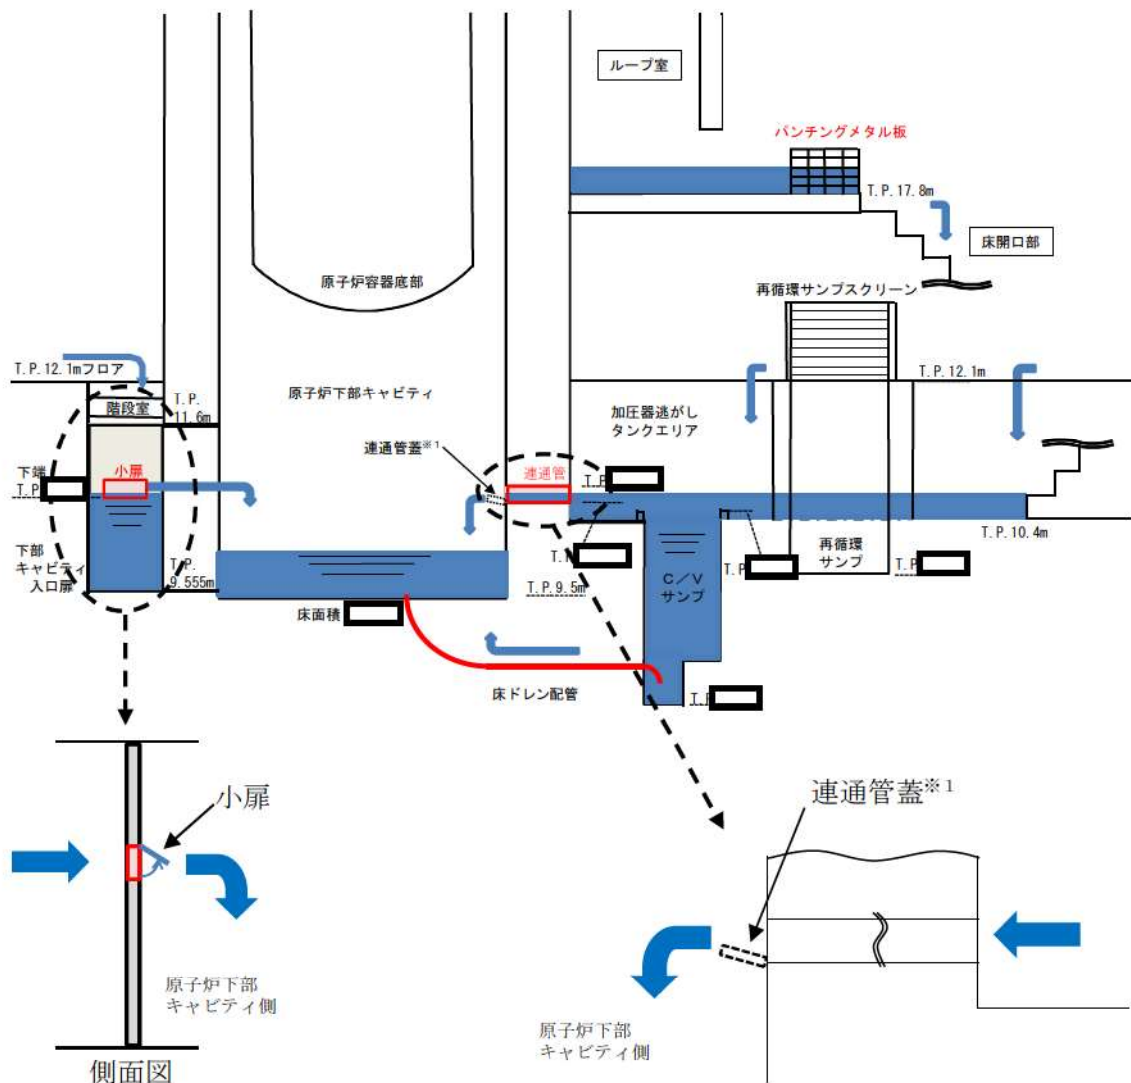 ループ室
パンチングメタル板
T.P.17.8m
床開口部
原子炉容器底部
再循環サンプスクリーン
T.P.12.1mフロア
T.P.12.1m
階段室
T.P.
11.6m
原子炉下部キャビティ
加圧器逃がし
タンクエリア
連通管蓋※1
連通管
下端
T.P
小扉
T.P
T.P.10.4m
下部
キャビティ
入口扉
T.P.
9.555m
T.P.9.5m
T.P
C/V
サンプ
再循環
サンプ
T.P
床面積
床ドレン配管
T.P
小扉
連通管蓋※1
原子炉下部
キャビティ側
側面図
原子炉下部
キャビティ側